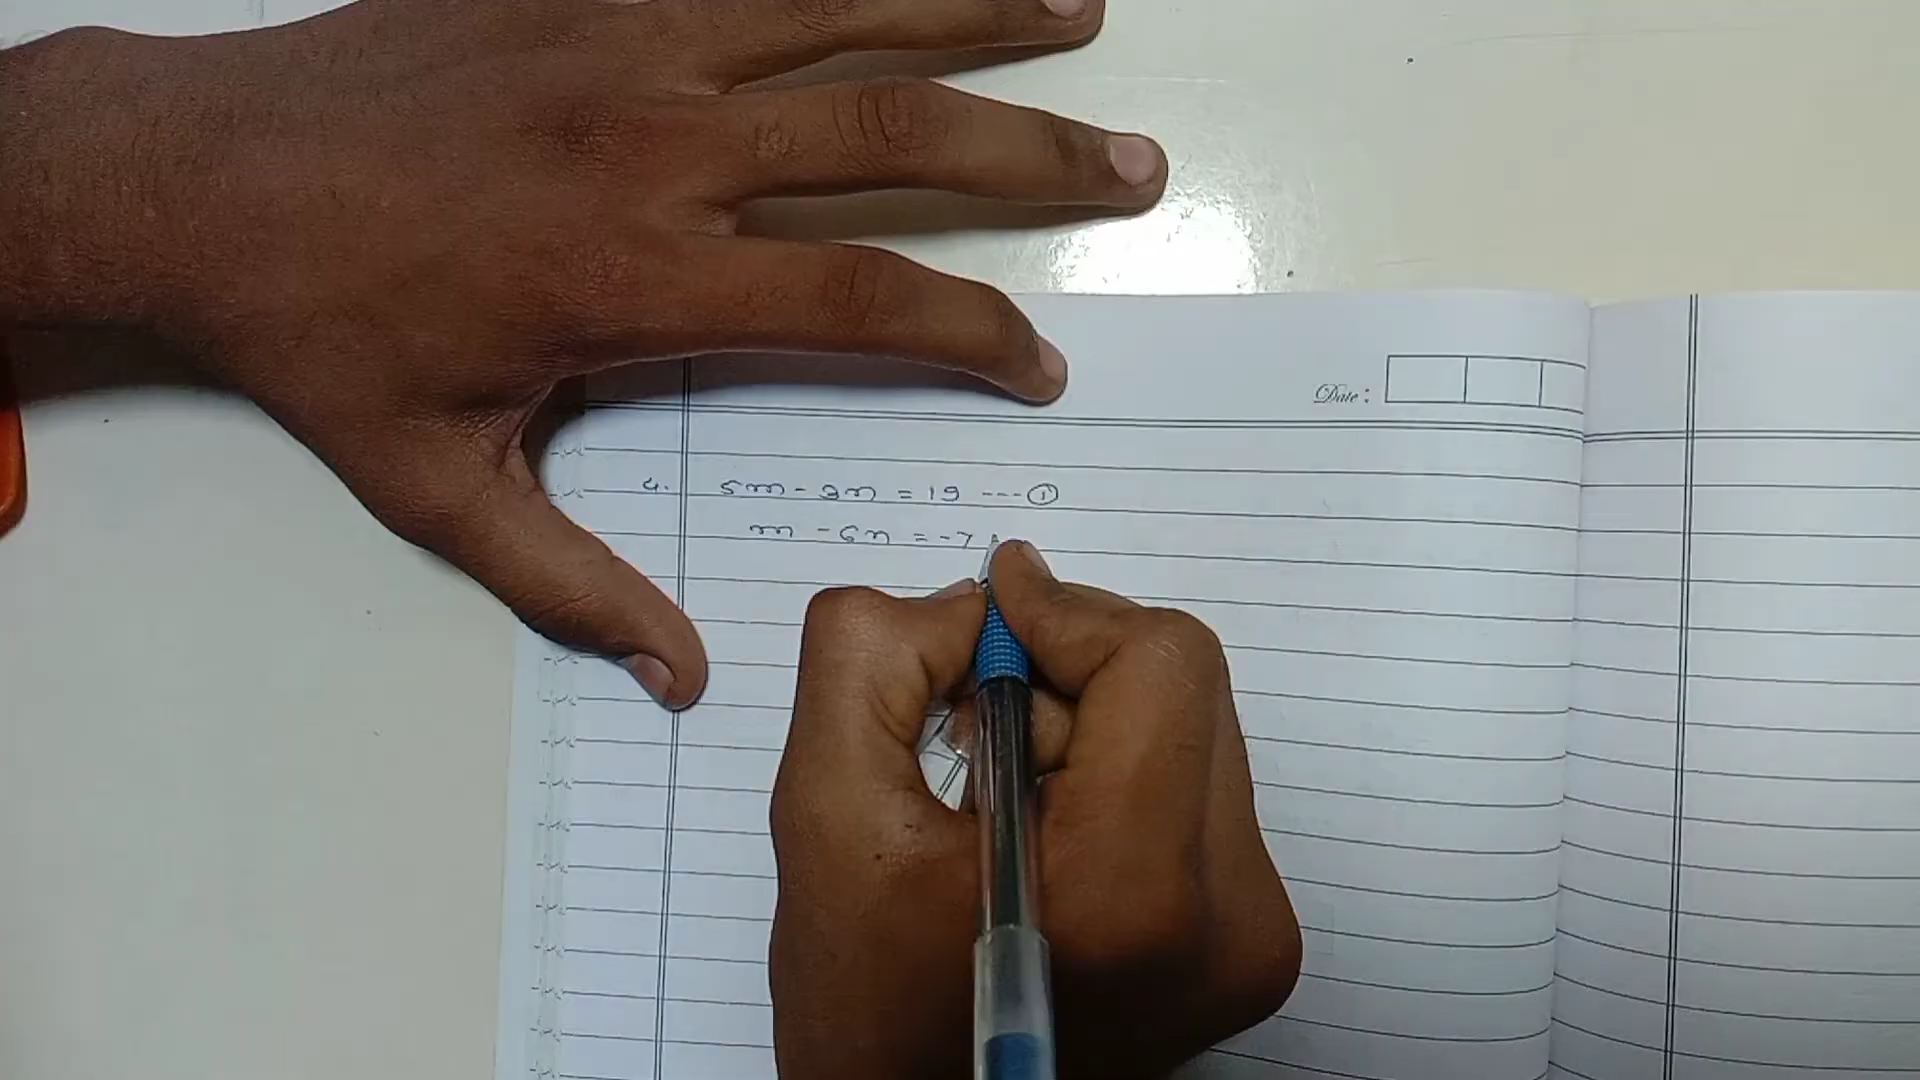 Date :
4. 5m - 3n = 19 --- ①
m - 6n = -7